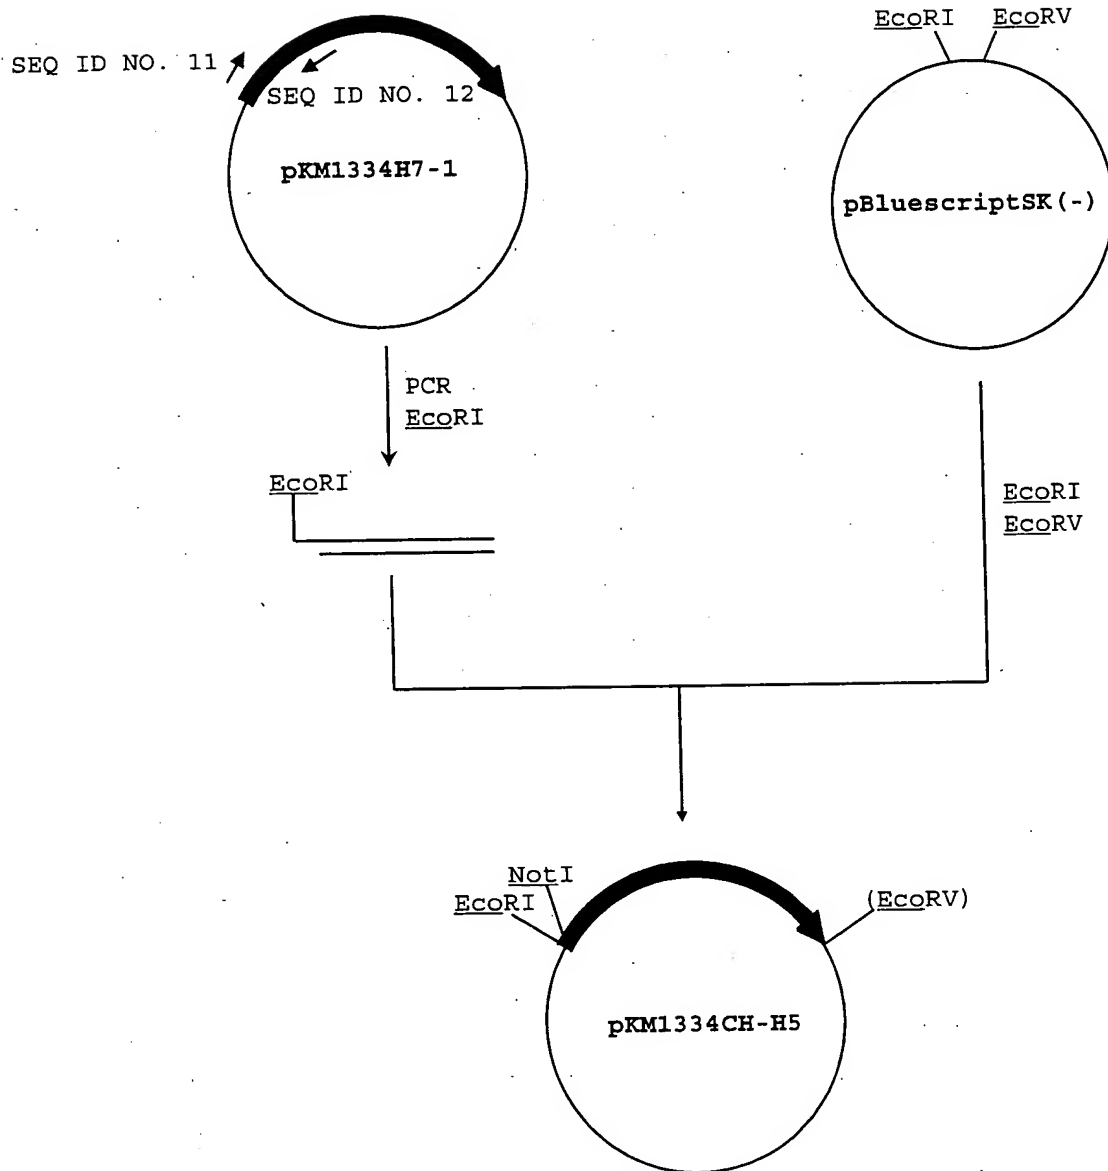 EcoRI EcoRV
SEQ ID NO. 11
SEQ ID NO. 12
pKM1334H7-1
pBluescriptSK(-)
PCR
EcoRI
EcoRI
EcoRI
EcoRV
NotI
EcoRI
(EcoRV)
pKM1334CH-H5